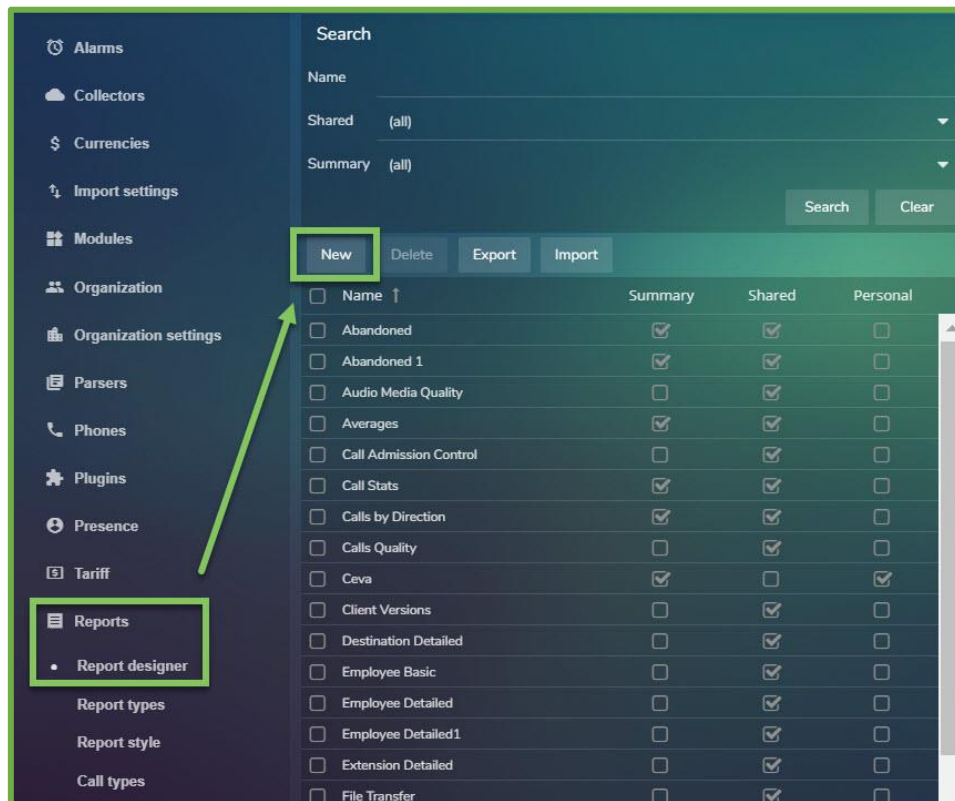 Alarms
Collectors
Currencies
Import settings
Modules
Organization
Organization settings
Parsers
Phones
Plugins
Presence
Tariff
Reports
Report designer
Report types
Report style
Call types
Search
Name
Shared (all)
Summary (all)
Search Clear
New Delete Export Import
Name ↑ Summary Shared Personal
Abandoned
Abandoned 1
Audio Media Quality
Averages
Call Admission Control
Call Stats
Calls by Direction
Calls Quality
Ceva
Client Versions
Destination Detailed
Employee Basic
Employee Detailed
Employee Detailed1
Extension Detailed
File Transfer